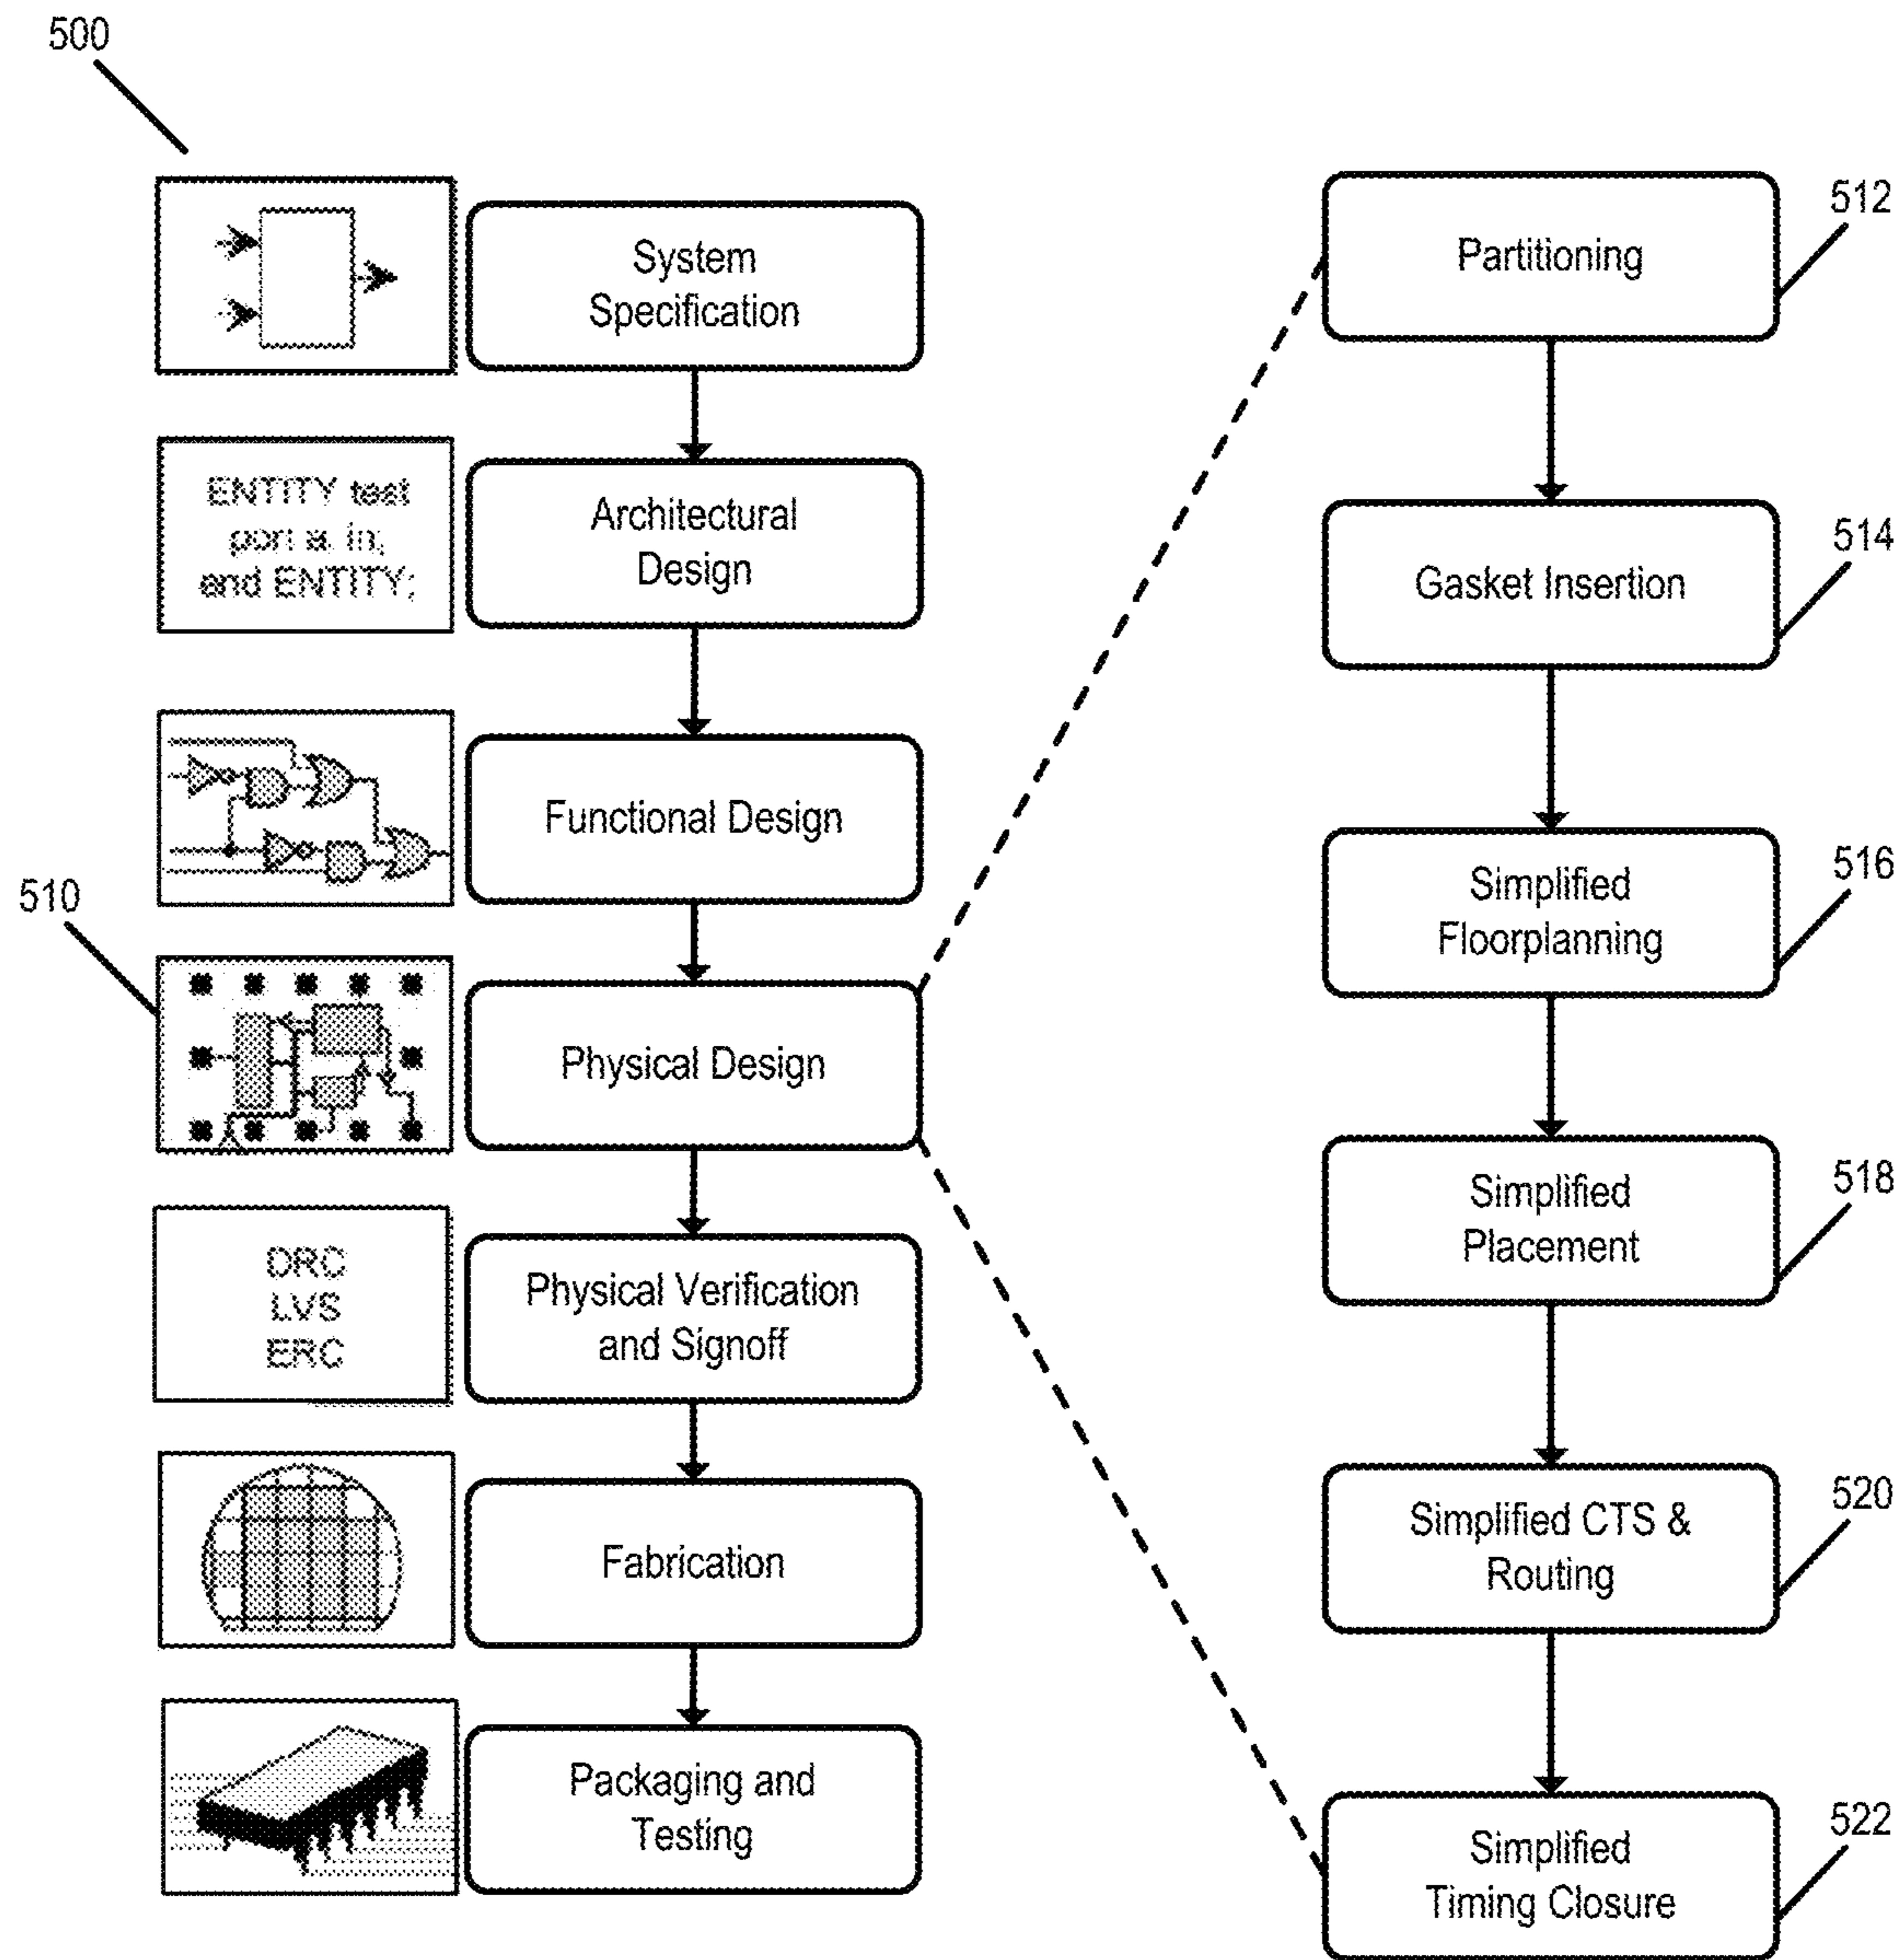 500
System
Specification
ENTITY test
port a: in;
end ENTITY;
Architectural
Design
Functional Design
510
Physical Design
DRC
LVS
ERC
Physical Verification
and Signoff
Fabrication
Packaging and
Testing
Partitioning
512
Gasket Insertion
514
Simplified
Floorplanning
516
Simplified
Placement
518
Simplified CTS &
Routing
520
Simplified
Timing Closure
522